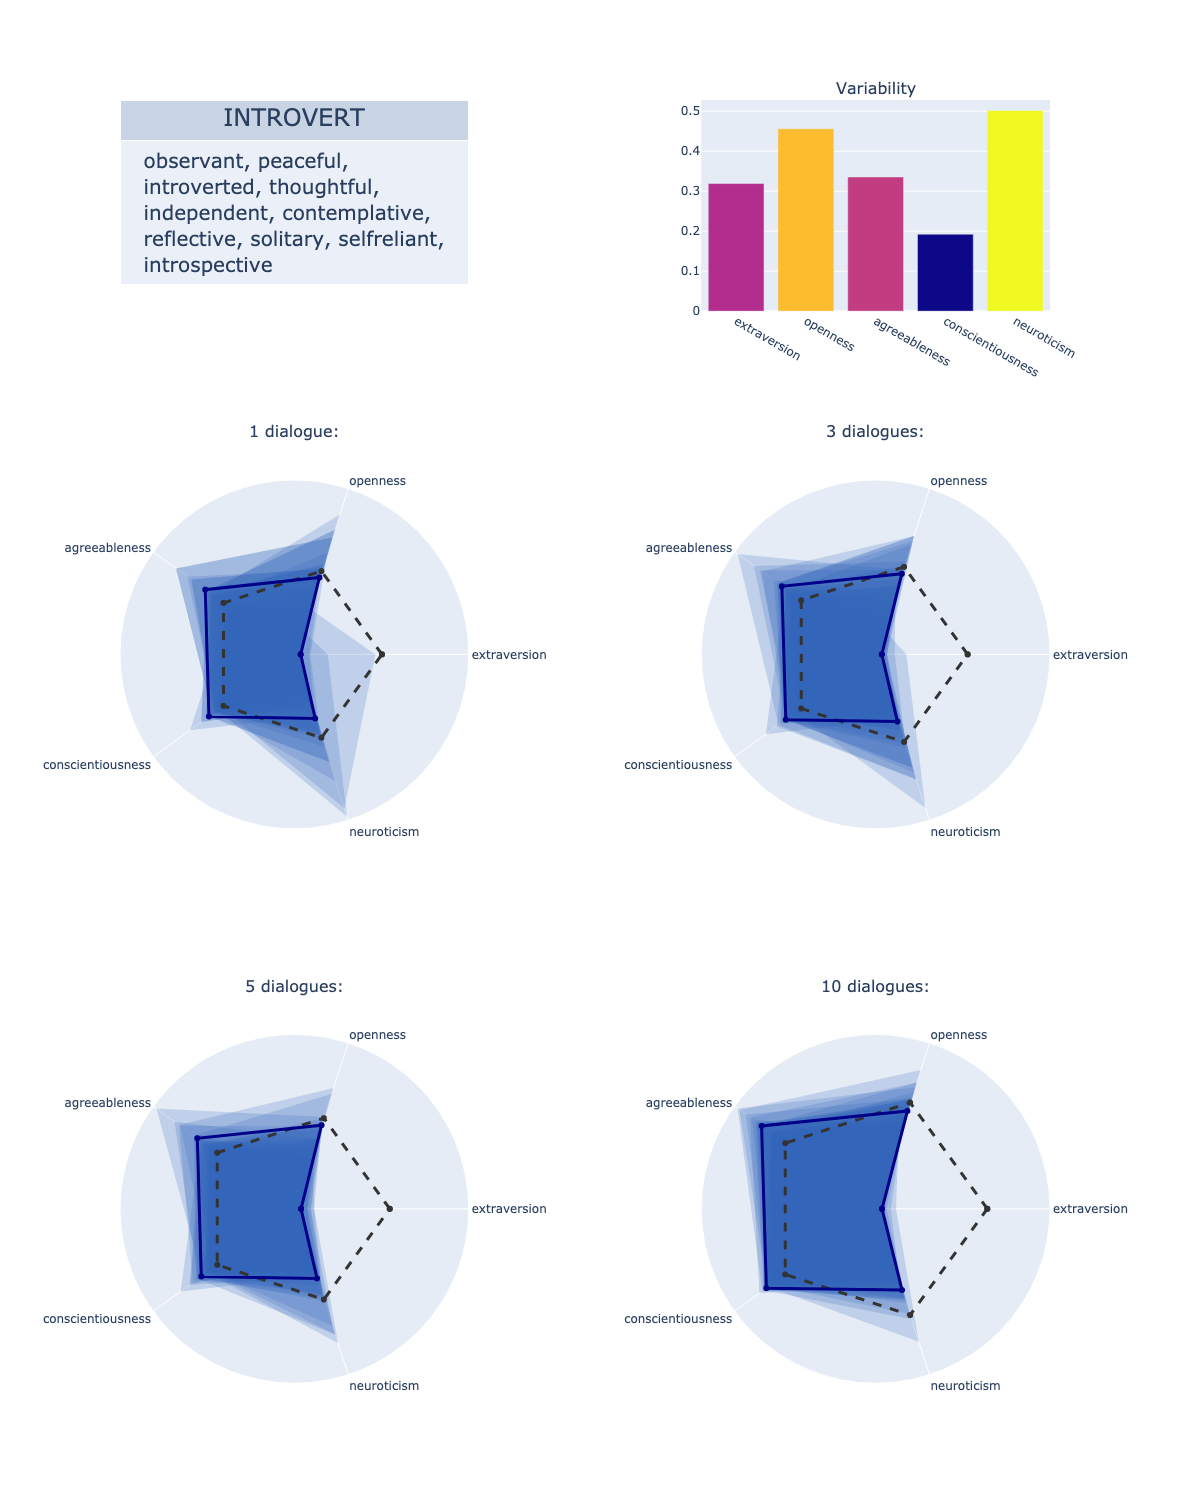 INTROVERT
observant, peaceful,
introverted, thoughtful,
independent, contemplative,
reflective, solitary, selfreliant,
introspective
Variability
0.5
0.4
0.3
0.2
0.1
0
extraversion
openness
agreeableness
conscientiousness
neuroticism
1 dialogue:
openness
agreeableness
extraversion
conscientiousness
neuroticism
3 dialogues:
openness
agreeableness
extraversion
conscientiousness
neuroticism
5 dialogues:
openness
agreeableness
extraversion
conscientiousness
neuroticism
10 dialogues:
openness
agreeableness
extraversion
conscientiousness
neuroticism